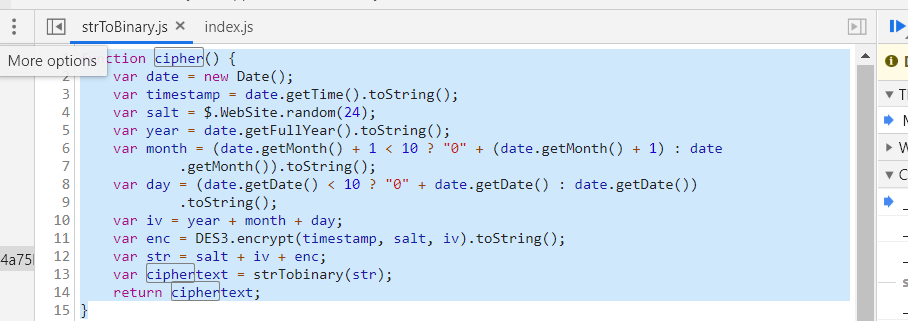 strToBinary.js × index.js
More options
ction cipher() {
2 var date = new Date();
3 var timestamp = date.getTime().toString();
4 var salt = $.WebSite.random(24);
5 var year = date.getFullYear().toString();
6 var month = (date.getMonth() + 1 < 10 ? "0" + (date.getMonth() + 1) : date
7 .getMonth()).toString();
8 var day = (date.getDate() < 10 ? "0" + date.getDate() : date.getDate())
9 .toString();
10 var iv = year + month + day;
11 var enc = DES3.encrypt(timestamp, salt, iv).toString();
12 var str = salt + iv + enc;
13 var ciphertext = strTobinary(str);
14 return ciphertext;
15 }
4a75